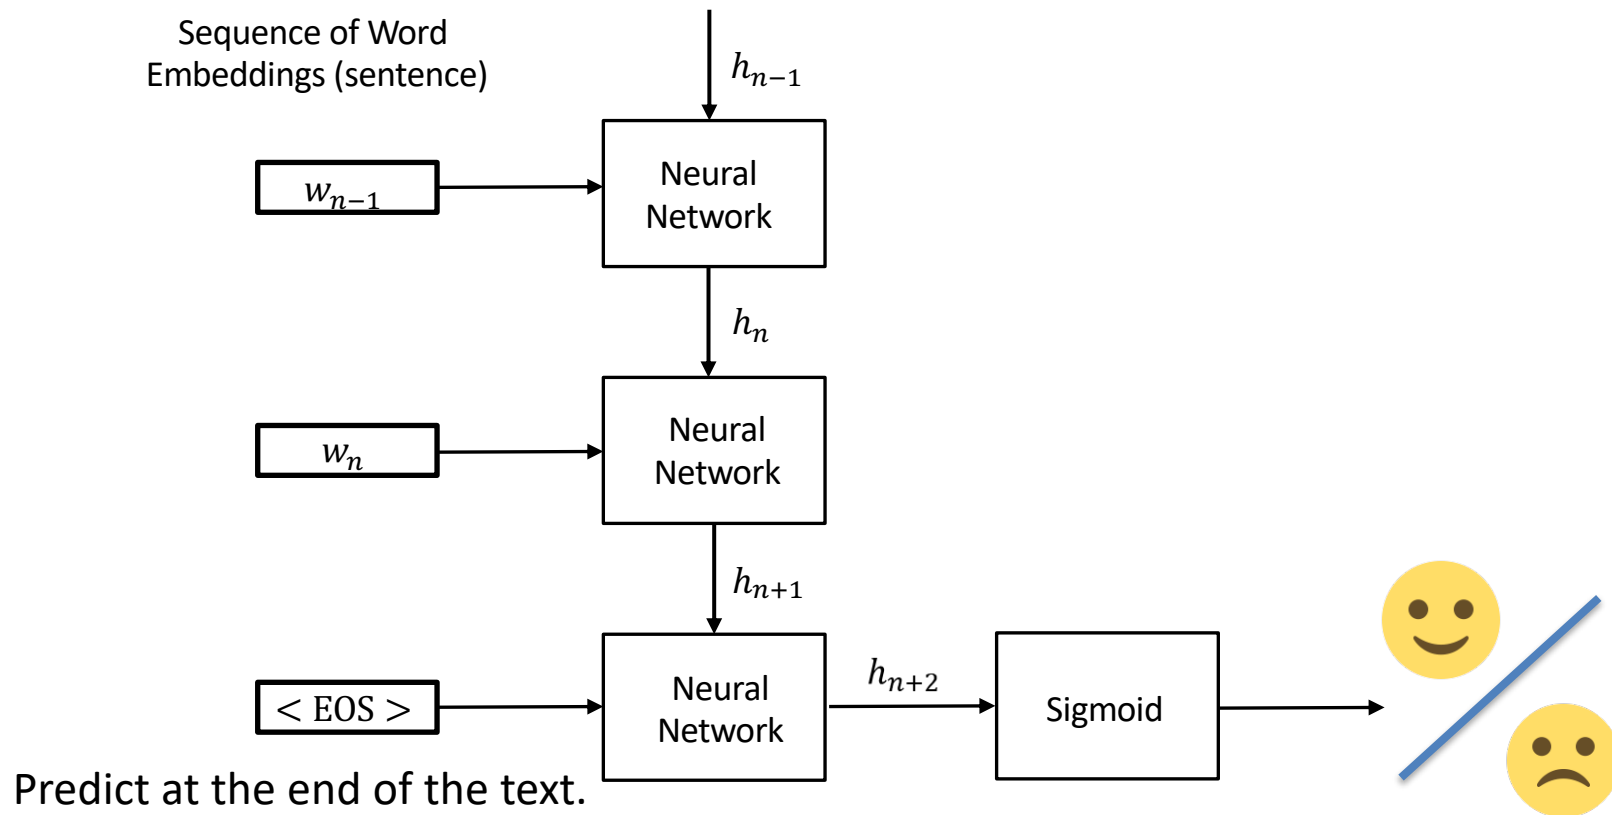 Sequence of Word
Embeddings (sentence)
h_{n−1}
w_{n−1}
Neural
Network
h_n
w_n
Neural
Network
h_{n+1}
< EOS >
Neural
Network
h_{n+2}
Sigmoid
Predict at the end of the text.